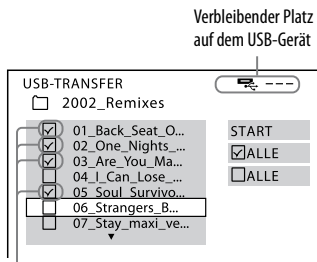 Verbleibender Platz
auf dem USB-Gerät
USB-TRANSFER
---
2002_Remixes
01_Back_Seat_O...
02_One_Nights_...
03_Are_You_Ma...
04_I_Can_Lose_...
05_Soul_Survivo...
06_Strangers_B...
07_Stay_maxi_ve...
START
ALLE
ALLE